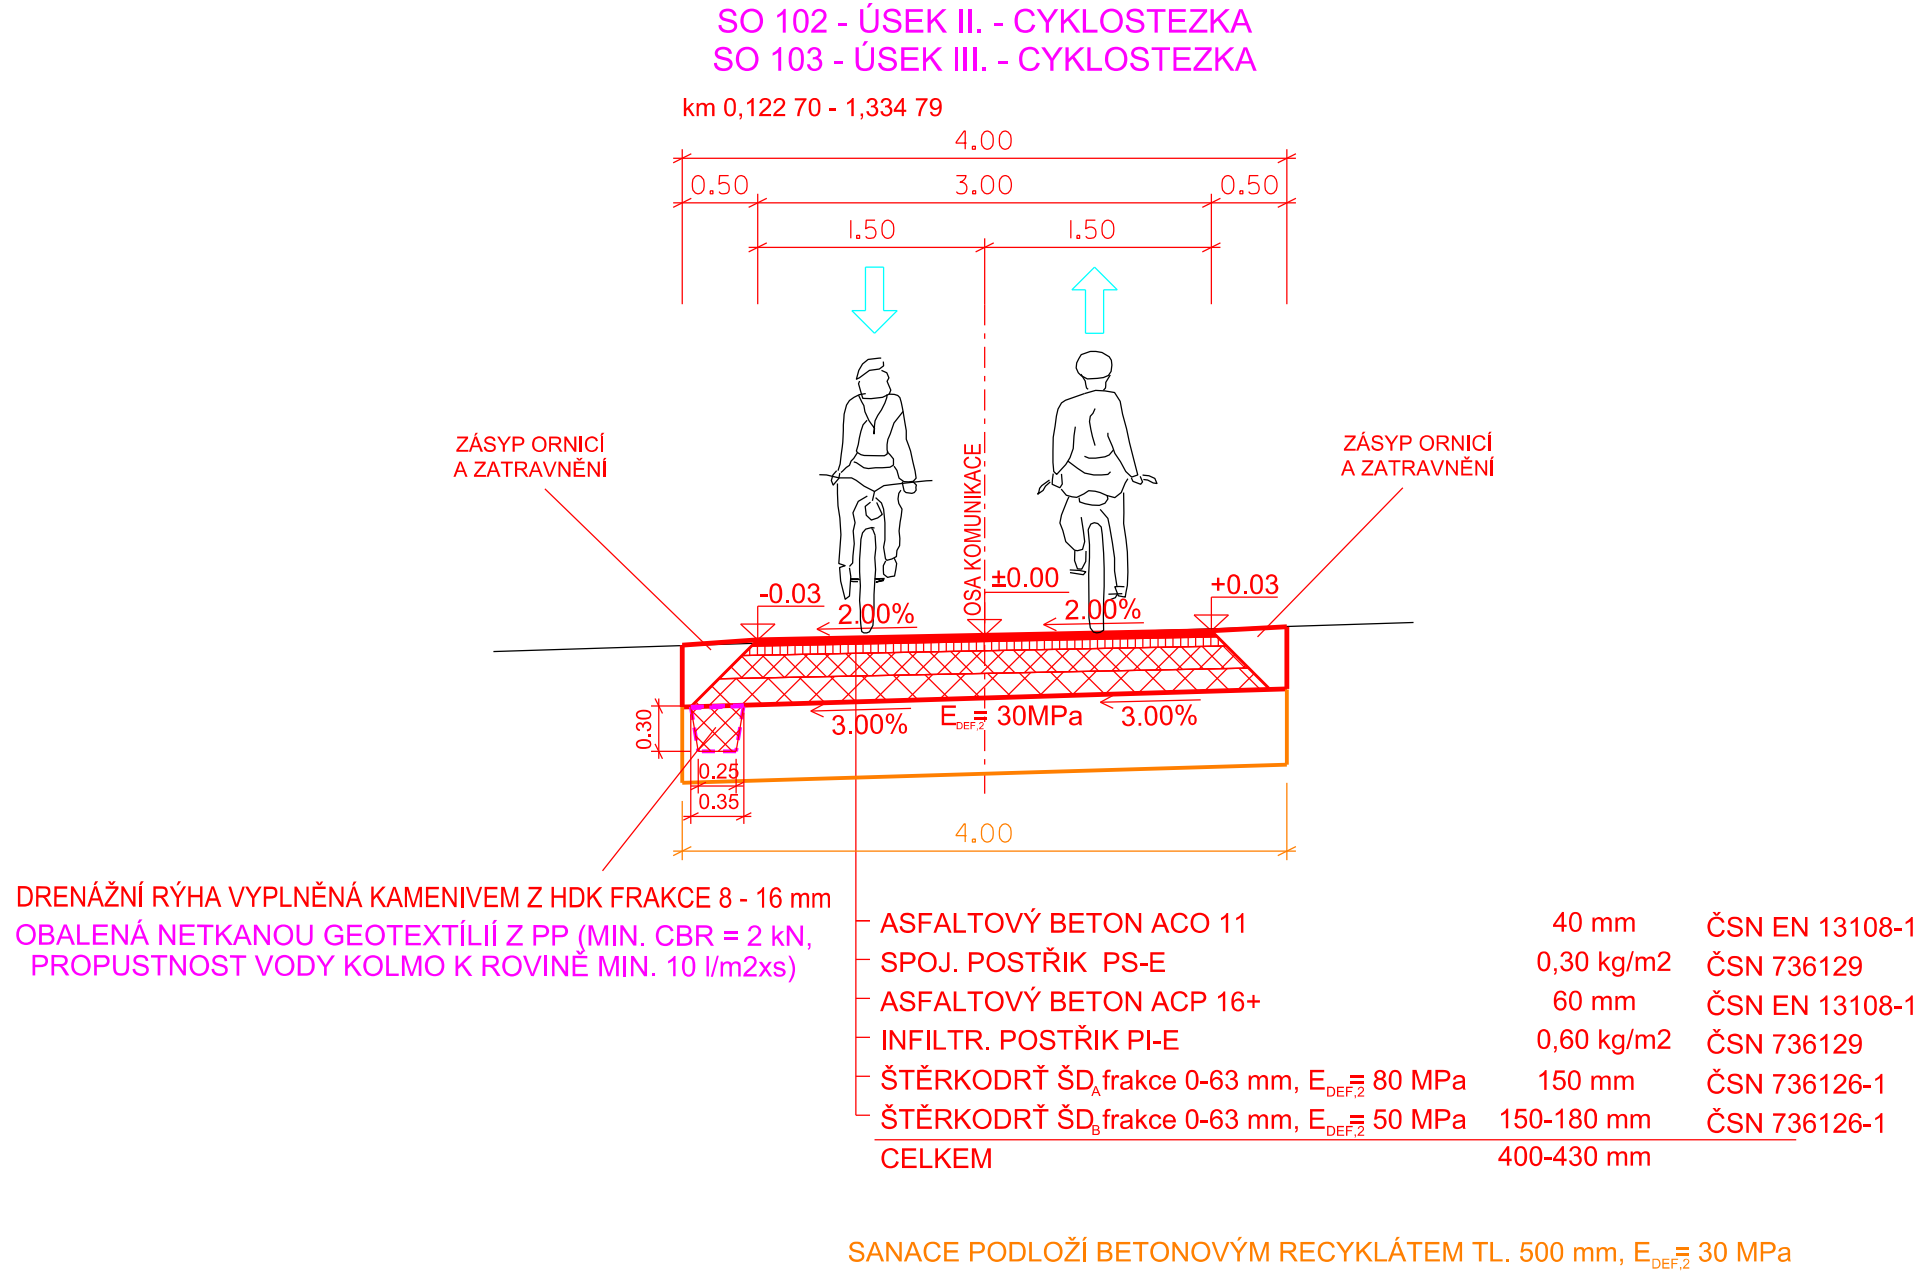 SO 102 - ÚSEK II. - CYKLOSTEZKA
SO 103 - ÚSEK III. - CYKLOSTEZKA
km 0,122 70 - 1,334 79
4.00
0.50 3.00 0.50
1.50 1.50
ZÁSYP ORNICÍ
A ZATRAVNĚNÍ
ZÁSYP ORNICÍ
A ZATRAVNĚNÍ
OSA KOMUNIKACE
-0.03 ±0.00 +0.03
2.00% 2.00%
3.00% EDEF,2= 30MPa 3.00%
0.30
0.25
0.35
4.00
DRENÁŽNÍ RÝHA VYPLNĚNÁ KAMENIVEM Z HDK FRAKCE 8 - 16 mm
OBALENÁ NETKANOU GEOTEXTÍLIÍ Z PP (MIN. CBR = 2 kN,
PROPUSTNOST VODY KOLMO K ROVINĚ MIN. 10 l/m2xs)
ASFALTOVÝ BETON ACO 11 40 mm ČSN EN 13108-1
SPOJ. POSTŘIK PS-E 0,30 kg/m2 ČSN 736129
ASFALTOVÝ BETON ACP 16+ 60 mm ČSN EN 13108-1
INFILTR. POSTŘIK PI-E 0,60 kg/m2 ČSN 736129
ŠTĚRKODRŤ ŠDA frakce 0-63 mm, EDEF,2= 80 MPa 150 mm ČSN 736126-1
ŠTĚRKODRŤ ŠDB frakce 0-63 mm, EDEF,2= 50 MPa 150-180 mm ČSN 736126-1
CELKEM 400-430 mm
SANACE PODLOŽÍ BETONOVÝM RECYKLÁTEM TL. 500 mm, EDEF,2= 30 MPa